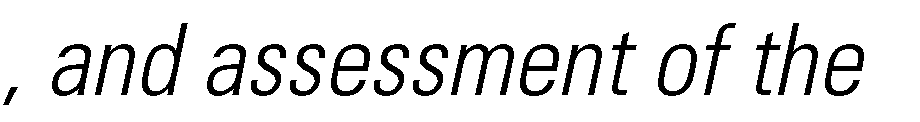 , and assessment of the